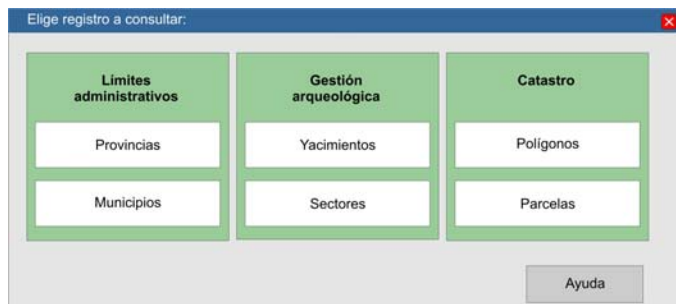 Elige registro a consultar:
Límites
administrativos
Provincias
Municipios
Gestión
arqueológica
Yacimientos
Sectores
Catastro
Polígonos
Parcelas
Ayuda